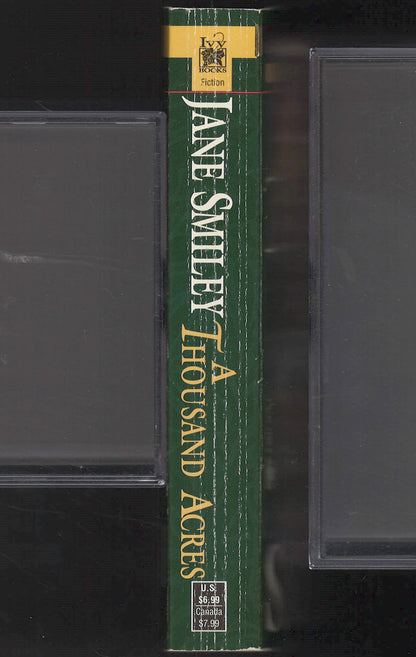 Ivy
BOOKS
Fiction
JANE SMILEY
A
THOUSAND ACRES
U.S.
$6.99
Canada
$7.99